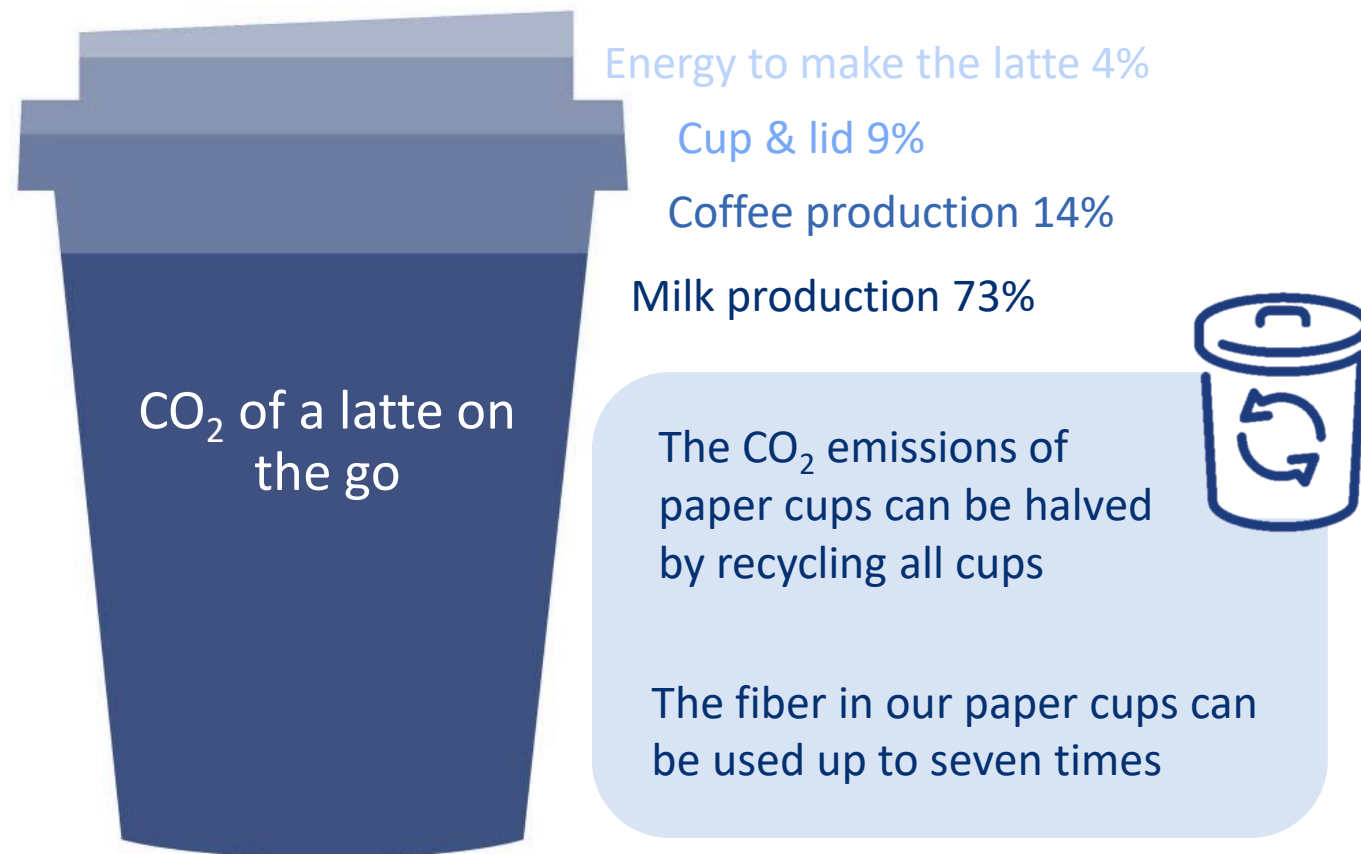 Energy to make the latte 4%
Cup & lid 9%
Coffee production 14%
Milk production 73%
CO₂ of a latte on
the go
The CO₂ emissions of
paper cups can be halved
by recycling all cups
The fiber in our paper cups can
be used up to seven times